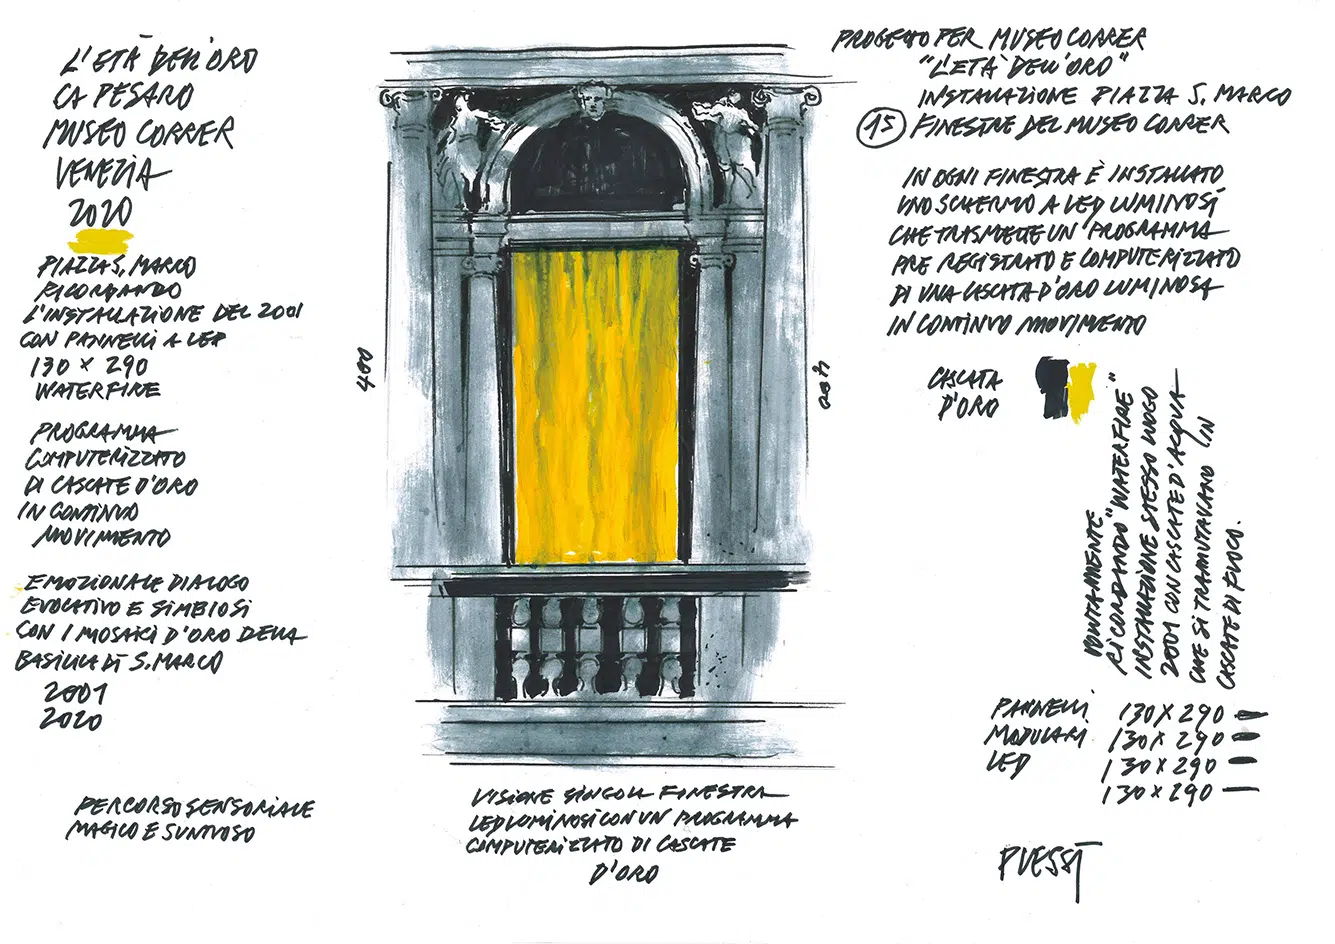 L'ETÀ DELL'ORO
CA PESARO
MUSEO CORRER
VENEZIA
2020
PIAZZA S. MARCO
RICORDANDO
L'INSTALLAZIONE DEL 2001
CON PANNELLI A LED
130 × 290
WATERFIRE
PROGRAMMA
COMPUTERIZZATO
DI CASCATE D'ORO
IN CONTINUO
MOVIMENTO
EMOZIONALE DIALOGO
EVOCATIVO E SIMBIOSI
CON I MOSAICI D'ORO DELLA
BASILICA DI S. MARCO
2001
2020
PERCORSO SENSORIALE
MAGICO E SUNTUOSO
400
400
VISIONE SINGOLA FINESTRA
LED LUMINOSI CON UN PROGRAMMA
COMPUTERIZZATO DI CASCATE
D'ORO
PROGETTO PER MUSEO CORRER
"L'ETÀ DELL'ORO"
INSTALLAZIONE PIAZZA S. MARCO
15 FINESTRE DEL MUSEO CORRER
IN OGNI FINESTRA È INSTALLATO
UNO SCHERMO A LED LUMINOSI
CHE TRASMETTE UN PROGRAMMA
PRE REGISTRATO E COMPUTERIZZATO
DI UNA CASCATA D'ORO LUMINOSA
IN CONTINUO MOVIMENTO
CASCATA
D'ORO
RICORDANDO "WATERFIRE"
INSTALLAZIONE STESSO LUOGO
2001 CON CASCATE D'ACQUA
CHE SI TRAMUTAVANO IN
CASCATE DI FUOCO.
PANNELLI 130 X 290
MODULARI 130 X 290
LED 130 X 290
130 X 290
PLESSI